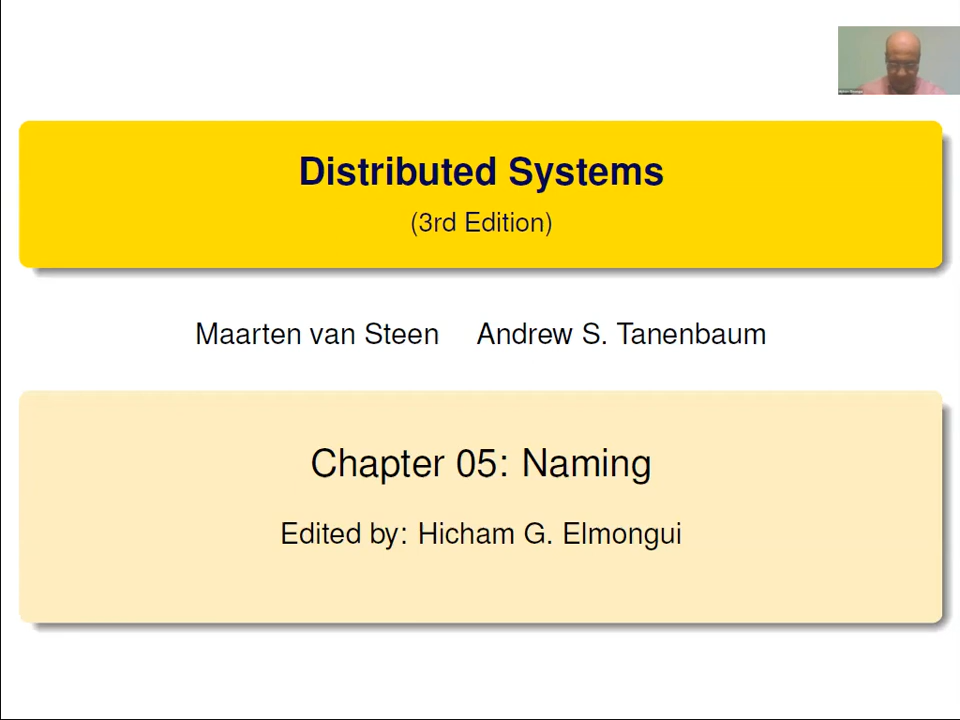 Distributed Systems
(3rd Edition)
Maarten van Steen Andrew S. Tanenbaum
Chapter 05: Naming
Edited by: Hicham G. Elmongui